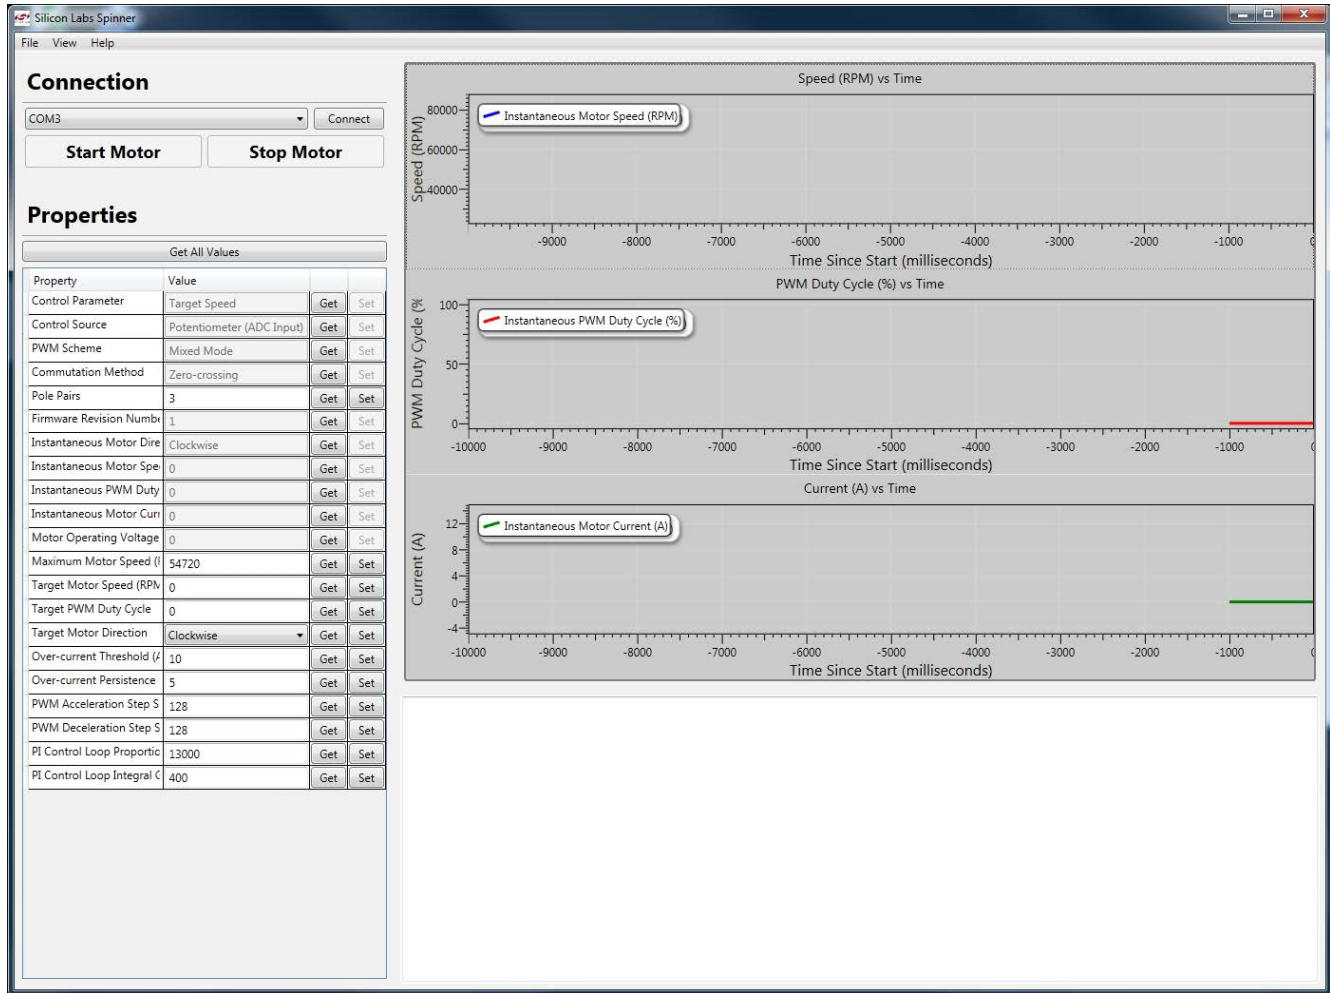 Silicon Labs Spinner
File View Help
Connection
COM3 Connect
Start Motor Stop Motor
Properties
Get All Values
Property Value
Control Parameter Target Speed Get Set
Control Source Potentiometer (ADC Input) Get Set
PWM Scheme Mixed Mode Get Set
Commutation Method Zero-crossing Get Set
Pole Pairs 3 Get Set
Firmware Revision Numbe 1 Get Set
Instantaneous Motor Dire Clockwise Get Set
Instantaneous Motor Spe 0 Get Set
Instantaneous PWM Duty 0 Get Set
Instantaneous Motor Curr 0 Get Set
Motor Operating Voltage 0 Get Set
Maximum Motor Speed ( 54720 Get Set
Target Motor Speed (RPM 0 Get Set
Target PWM Duty Cycle 0 Get Set
Target Motor Direction Clockwise Get Set
Over-current Threshold (A 10 Get Set
Over-current Persistence 5 Get Set
PWM Acceleration Step S 128 Get Set
PWM Deceleration Step S 128 Get Set
PI Control Loop Proportic 13000 Get Set
PI Control Loop Integral C 400 Get Set
Speed (RPM) vs Time
Speed (RPM)
80000
60000
40000
Instantaneous Motor Speed (RPM)
-9000 -8000 -7000 -6000 -5000 -4000 -3000 -2000 -1000 0
Time Since Start (milliseconds)
PWM Duty Cycle (%) vs Time
PWM Duty Cycle (%
100
50
0
Instantaneous PWM Duty Cycle (%)
-10000 -9000 -8000 -7000 -6000 -5000 -4000 -3000 -2000 -1000 0
Time Since Start (milliseconds)
Current (A) vs Time
Current (A)
12
8
4
0
-4
Instantaneous Motor Current (A)
-10000 -9000 -8000 -7000 -6000 -5000 -4000 -3000 -2000 -1000 0
Time Since Start (milliseconds)